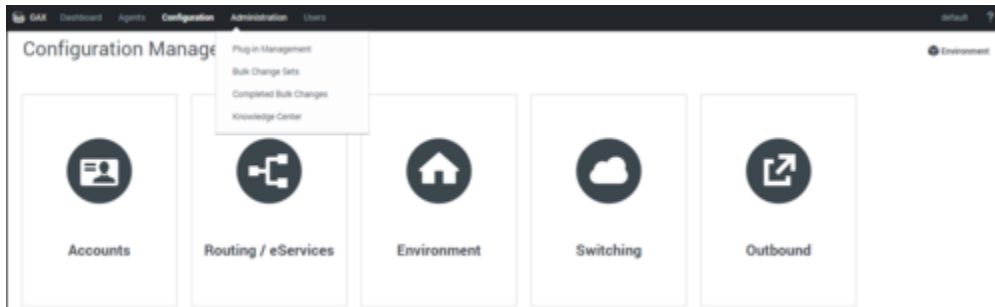 GAX Dashboard Agents Configuration Administration Users default ?
Configuration Manage
Environment
Plug-in Management
Bulk Change Sets
Completed Bulk Changes
Knowledge Center
Accounts
Routing / eServices
Environment
Switching
Outbound